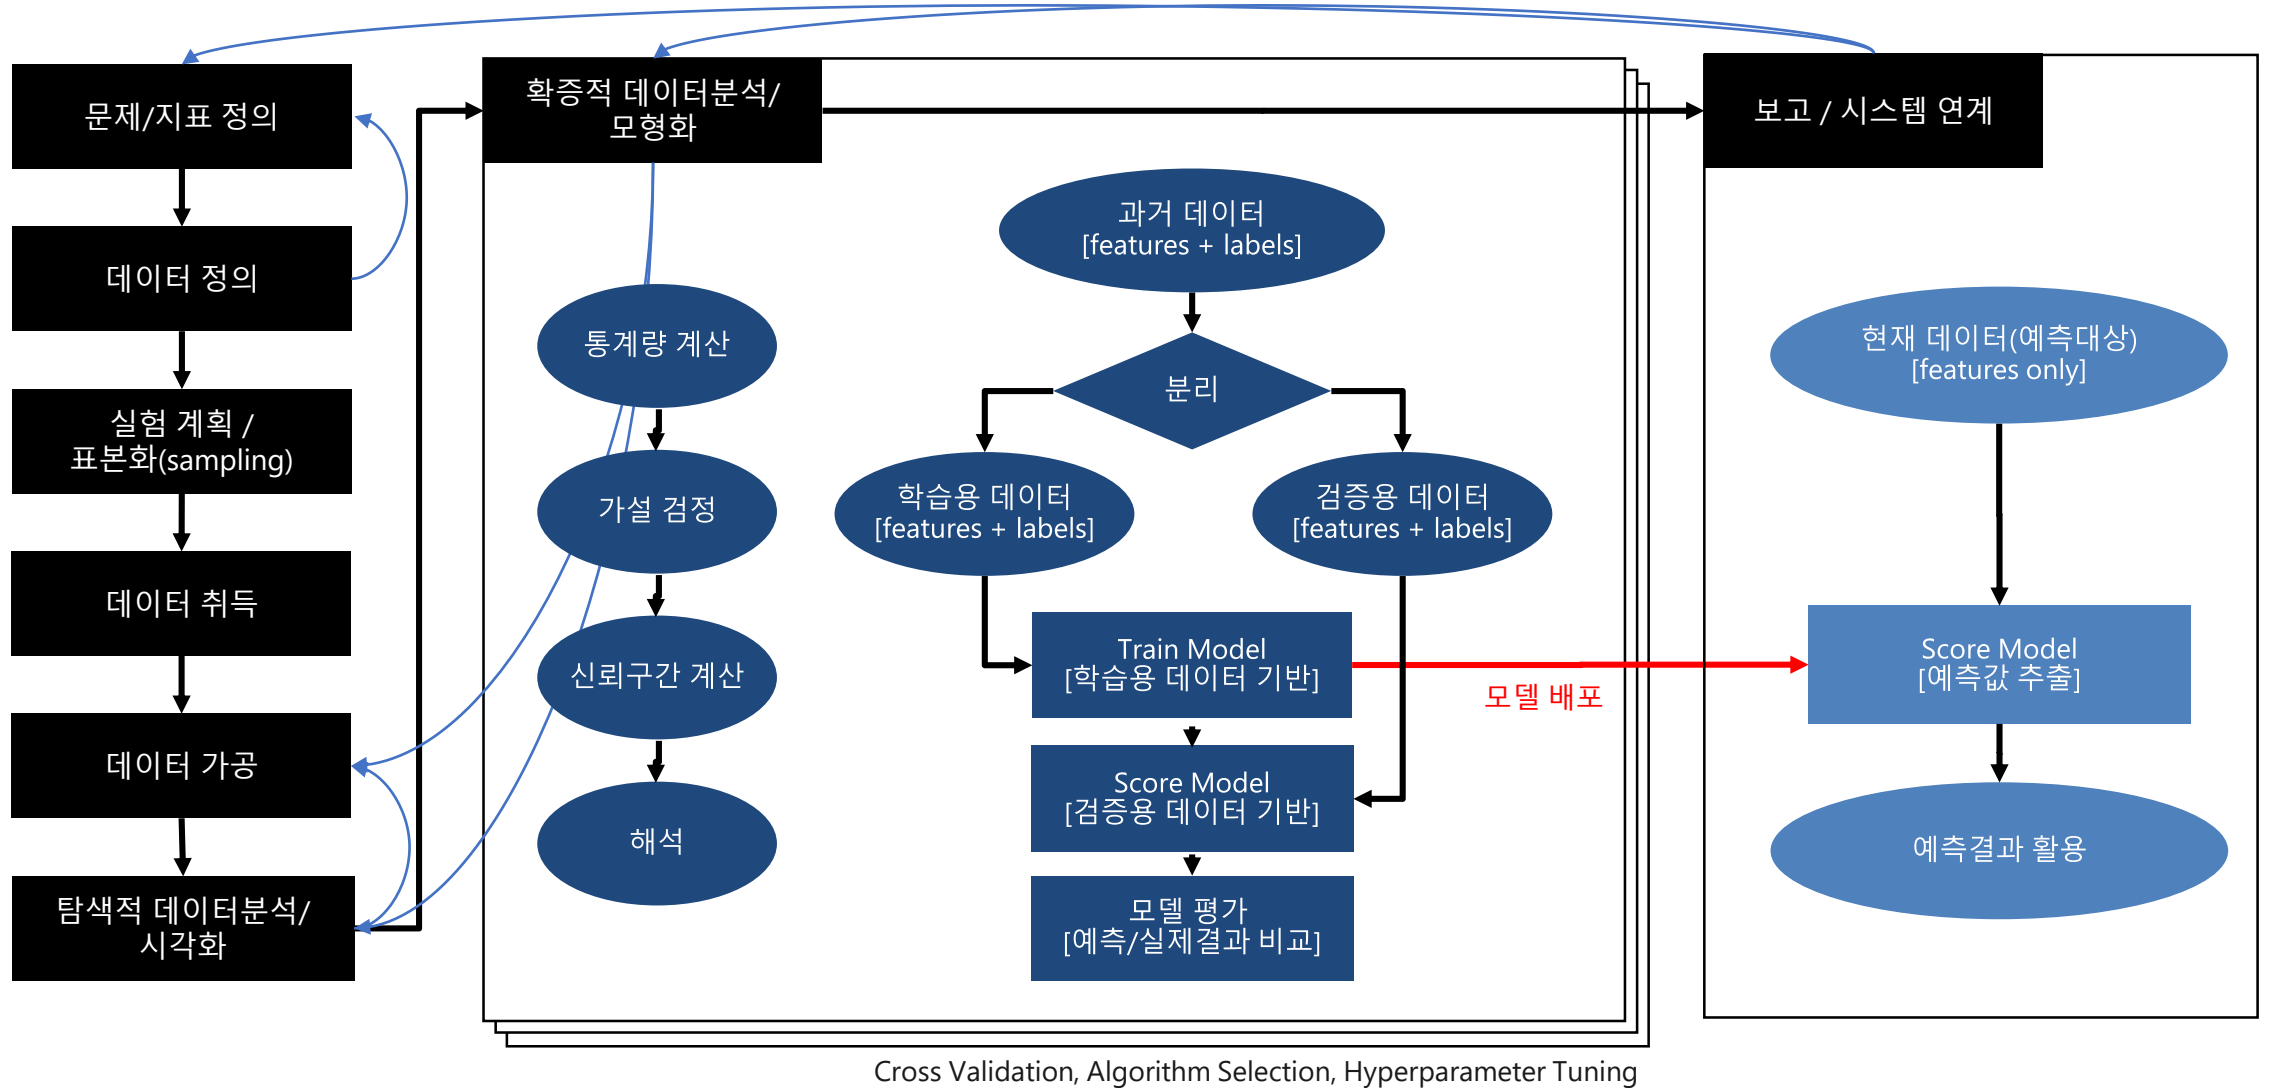 문제/지표 정의
데이터 정의
실험 계획 /
표본화(sampling)
데이터 취득
데이터 가공
탐색적 데이터분석/
시각화
확증적 데이터분석/
모형화
통계량 계산
가설 검정
신뢰구간 계산
해석
과거 데이터
[features + labels]
분리
학습용 데이터
[features + labels]
검증용 데이터
[features + labels]
Train Model
[학습용 데이터 기반]
모델 배포
Score Model
[검증용 데이터 기반]
모델 평가
[예측/실제결과 비교]
Cross Validation, Algorithm Selection, Hyperparameter Tuning
보고 / 시스템 연계
현재 데이터(예측대상)
[features only]
Score Model
[예측값 추출]
예측결과 활용